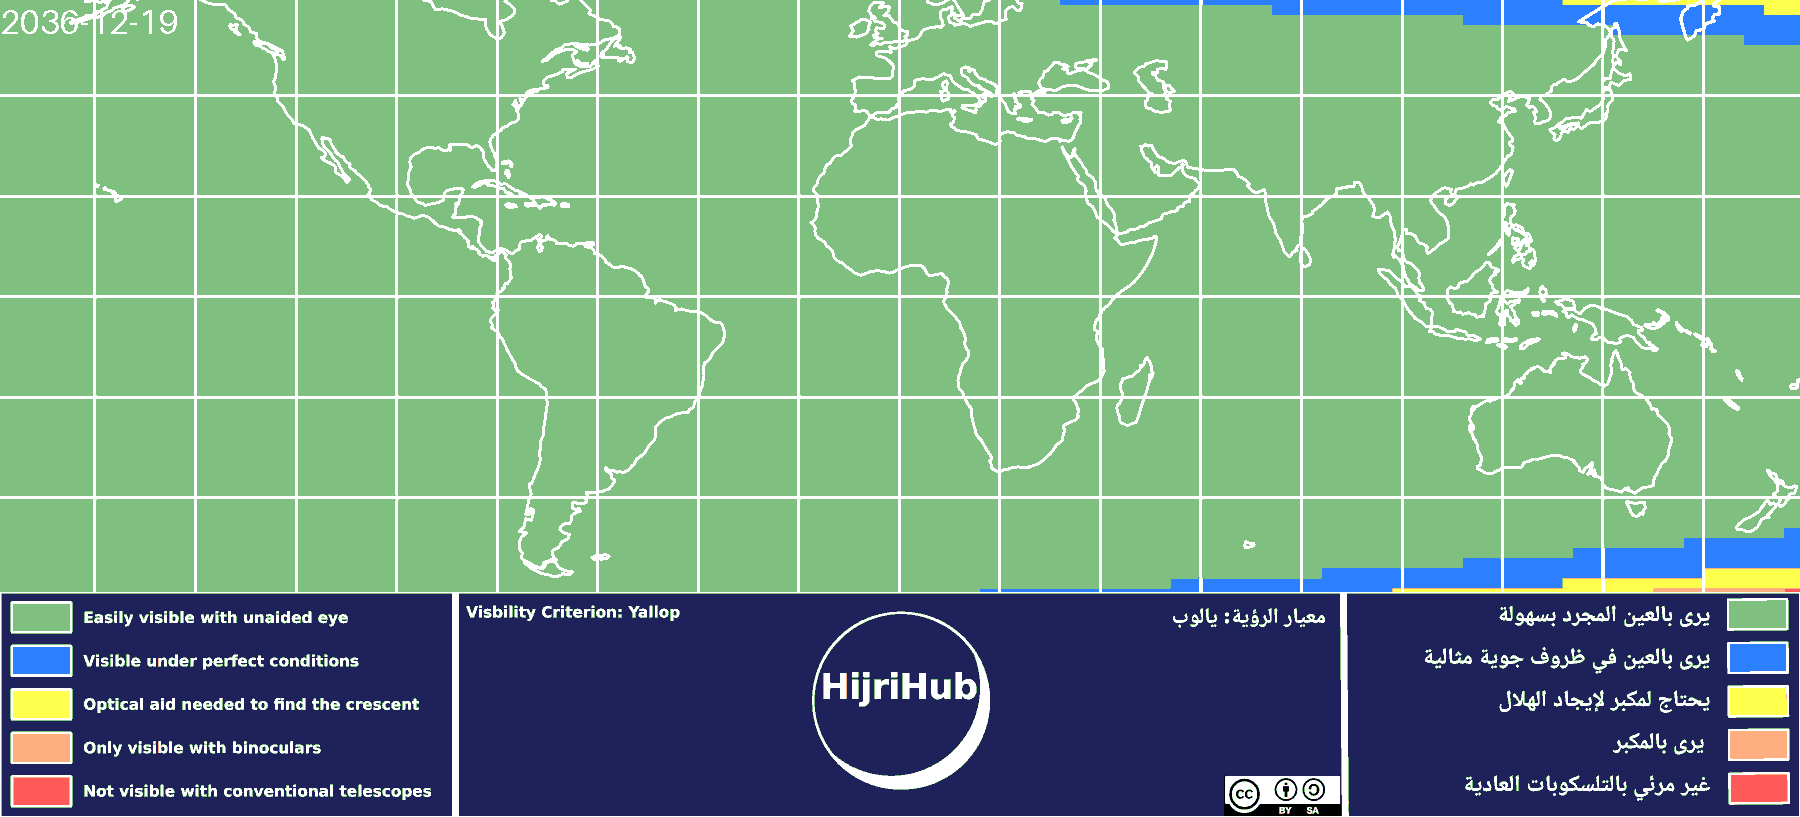 2036-12-19
Easily visible with unaided eye
Visible under perfect conditions
Optical aid needed to find the crescent
Only visible with binoculars
Not visible with conventional telescopes
Visbility Criterion: Yallop
معيار الرؤية: يالوب
HijriHub
cc
BY SA
يرى بالعين المجرد بسهولة
يرى بالعين في ظروف جوية مثالية
يحتاج لمكبر لإيجاد الهلال
يرى بالمكبر
غير مرئي بالتلسكوبات العادية